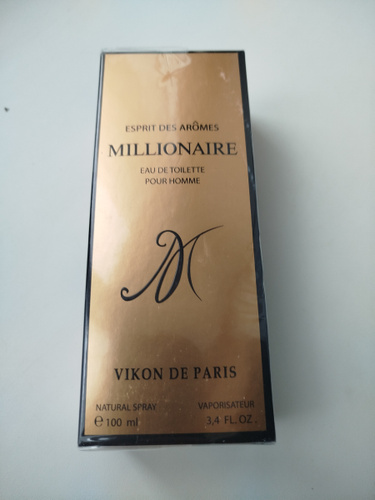 ESPRIT DES ARÔMES
MILLIONAIRE
EAU DE TOILETTE
POUR HOMME
VIKON DE PARIS
NATURAL SPRAY VAPORISATEUR
℮100 ml 3,4 FL.OZ